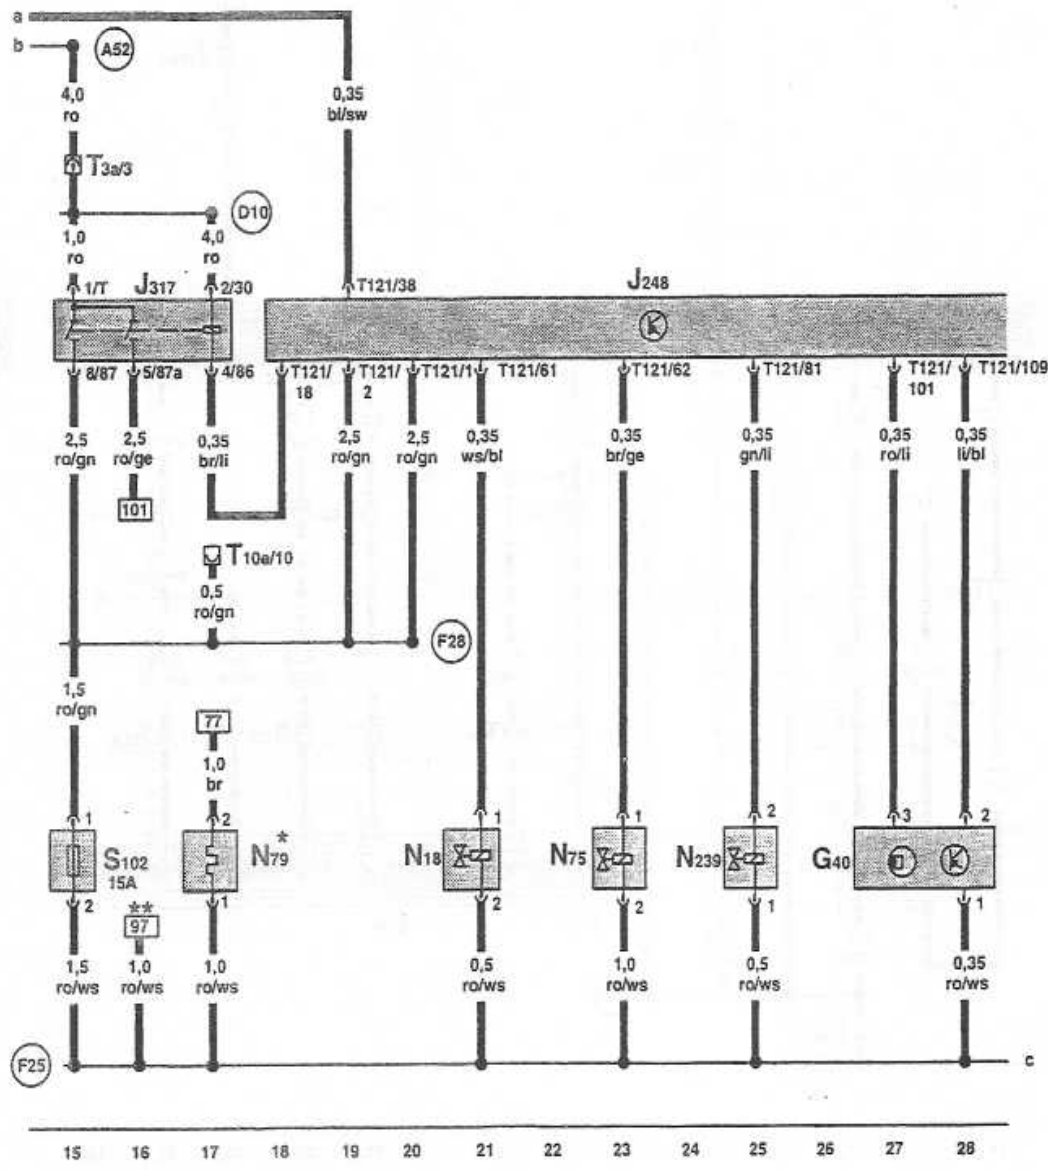 a
b
A52
4,0
ro
0,35
bl/sw
T3a/3
D10
1,0
ro
4,0
ro
1/T
J317
2/30
T121/38
J248
8/87
5/87a
4/86
T121/
18
T121/
2
T121/1
T121/61
T121/62
T121/81
T121/
101
T121/109
2,5
ro/gn
2,5
ro/ge
0,35
br/li
2,5
ro/gn
2,5
ro/gn
0,35
ws/bl
0,35
br/ge
0,35
gn/li
0,35
ro/li
0,35
li/bl
101
T10a/10
0,5
ro/gn
F28
1,5
ro/gn
77
1,0
br
1
2
1
1
2
3
2
S102
15A
N79*
N18
N75
N239
G40
2
1
2
2
1
1
**
97
1,5
ro/ws
1,0
ro/ws
1,0
ro/ws
0,5
ro/ws
1,0
ro/ws
0,5
ro/ws
0,35
ro/ws
F25
c
15 16 17 18 19 20 21 22 23 24 25 26 27 28